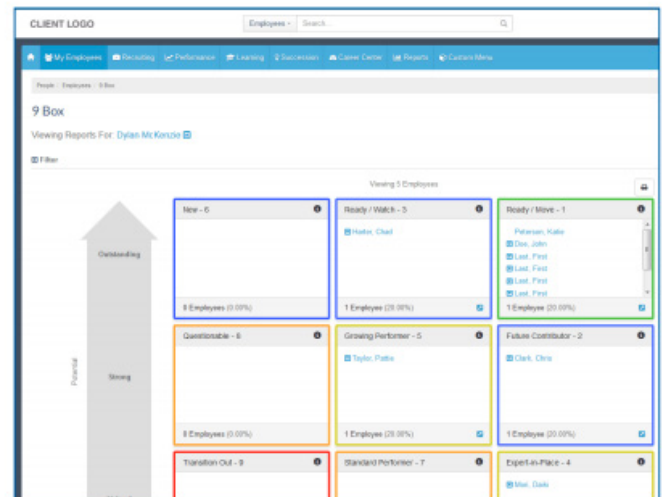 CLIENT LOGO
Employees
Search...
My Employees Recruiting Performance Learning Succession Career Center Reports Custom Menu
People / Employees / 9 Box
9 Box
Viewing Reports For: Dylan McKenzie
Filter
Viewing 5 Employees
New - 6 Ready / Watch - 3 Ready / Move - 1
Harter, Chad Peterson, Katie
Doe, John
Last, First
Last, First
Last, First
Last, First
Outstanding
0 Employees (0.00%) 1 Employee (20.00%) 1 Employee (20.00%)
Questionable - 8 Growing Performer - 5 Future Contributor - 2
Taylor, Pattie Clark, Chris
Potential
Strong
0 Employees (0.00%) 1 Employee (20.00%) 1 Employee (20.00%)
Transition Out - 9 Standard Performer - 7 Expert-in-Place - 4